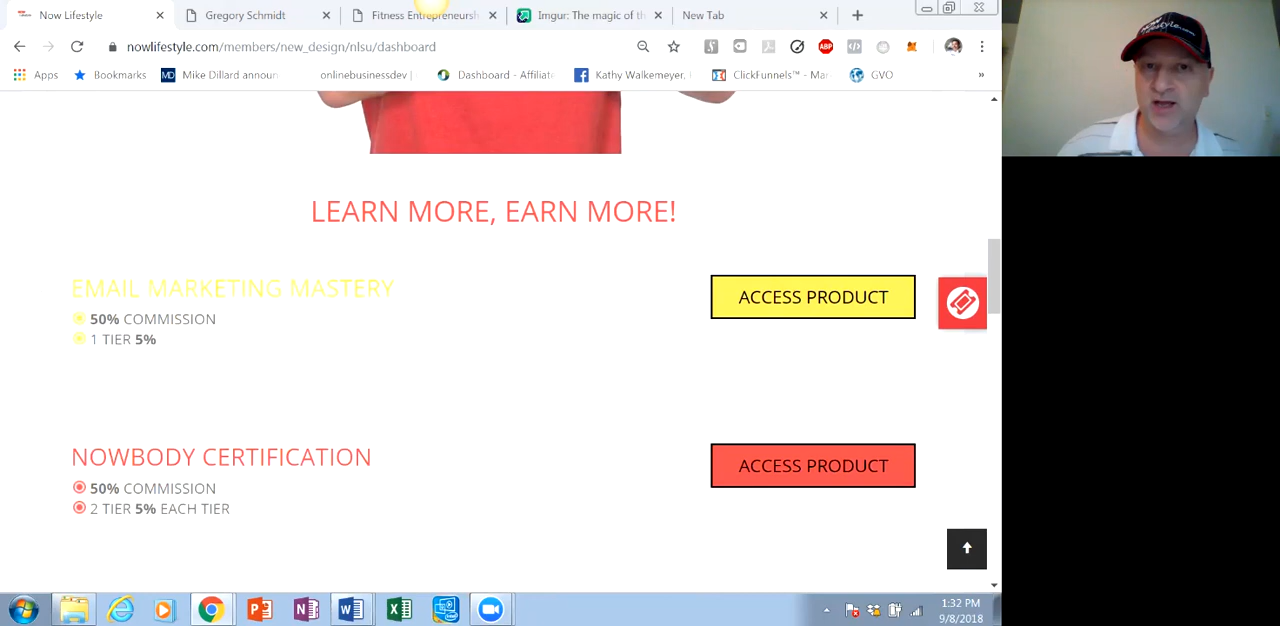 Now Lifestyle
Gregory Schmidt
Fitness Entrepreneursh
Imgur: The magic of th
New Tab
nowlifestyle.com/members/new_design/nlsu/dashboard
ABP
Apps
Bookmarks
MD Mike Dillard announ
onlinebusinessdev |
Dashboard - Affiliate
Kathy Walkemeyer,
ClickFunnels™ - Mar
GVO
»
LEARN MORE, EARN MORE!
EMAIL MARKETING MASTERY
50% COMMISSION
1 TIER 5%
ACCESS PRODUCT
NOWBODY CERTIFICATION
50% COMMISSION
2 TIER 5% EACH TIER
ACCESS PRODUCT
1:32 PM
9/8/2018